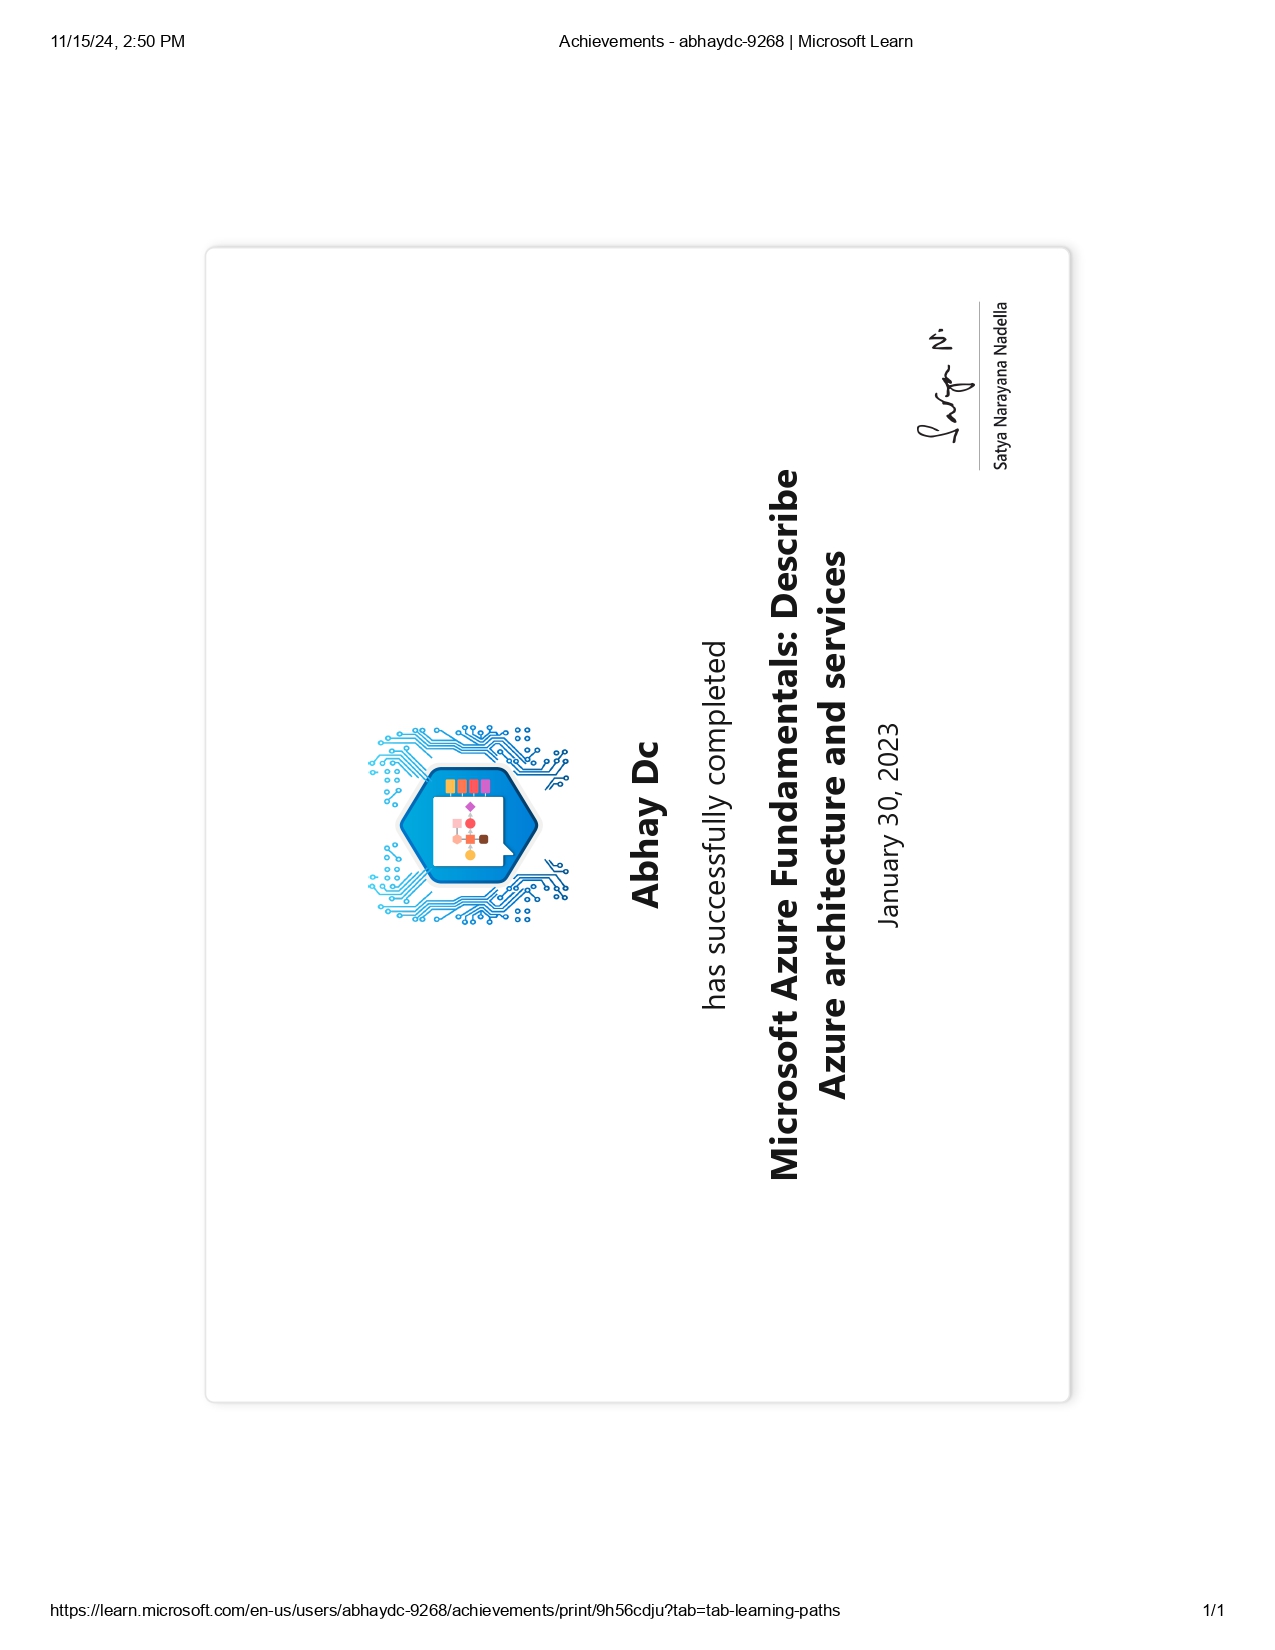 11/15/24, 2:50 PM
Achievements - abhaydc-9268 | Microsoft Learn
Abhay Dc
has successfully completed
Microsoft Azure Fundamentals: Describe
Azure architecture and services
January 30, 2023
Satya N.
Satya Narayana Nadella
https://learn.microsoft.com/en-us/users/abhaydc-9268/achievements/print/9h56cdju?tab=tab-learning-paths
1/1